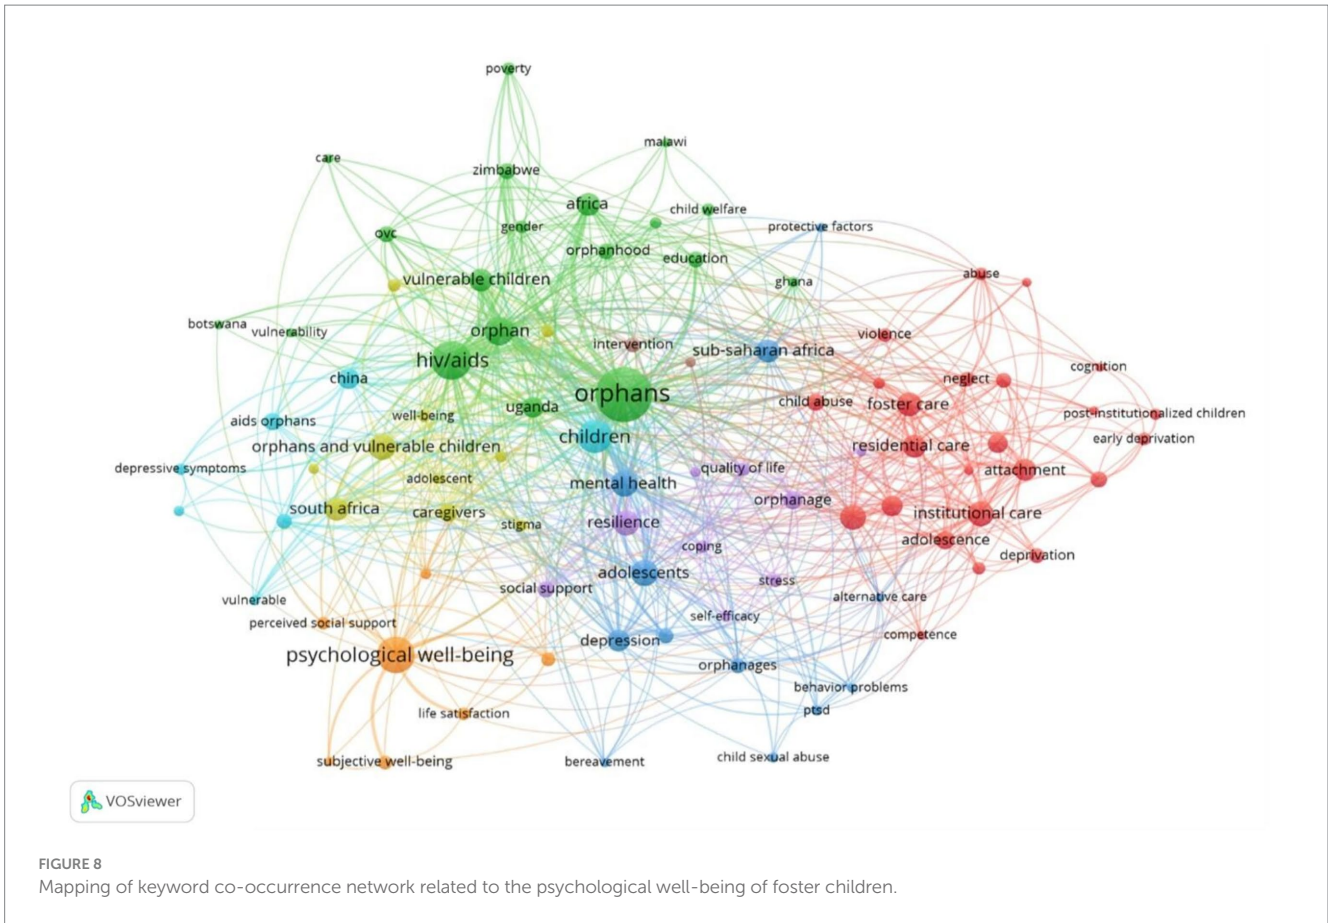 poverty
malawi
care
zimbabwe
africa
child welfare
gender
protective factors
ovc
orphanhood
education
abuse
vulnerable children
ghana
botswana
vulnerability
orphan
violence
intervention
sub-saharan africa
hiv/aids
cognition
china
neglect
orphans
child abuse
foster care
uganda
well-being
post-institutionalized children
aids orphans
children
early deprivation
orphans and vulnerable children
residential care
depressive symptoms
quality of life
attachment
adolescent
mental health
orphanage
south africa
caregivers
institutional care
stigma
resilience
adolescence
coping
deprivation
adolescents
stress
social support
alternative care
vulnerable
self-efficacy
perceived social support
competence
depression
psychological well-being
orphanages
behavior problems
life satisfaction
ptsd
subjective well-being
bereavement
child sexual abuse
VOSviewer
FIGURE 8
Mapping of keyword co-occurrence network related to the psychological well-being of foster children.